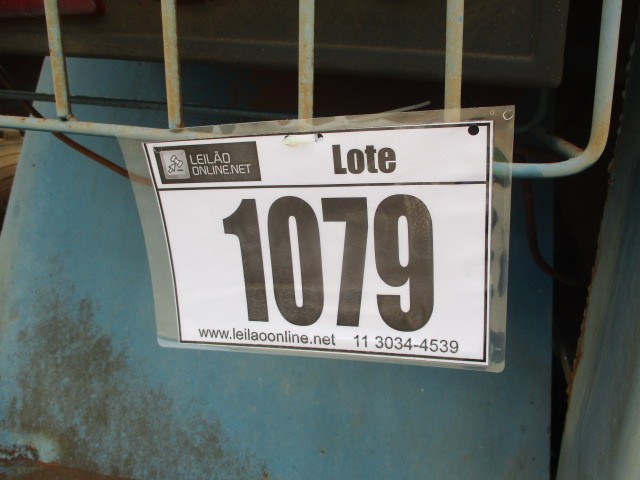 LEILÃO
ONLINE.NET
Lote
1079
www.leilaoonline.net 11 3034-4539